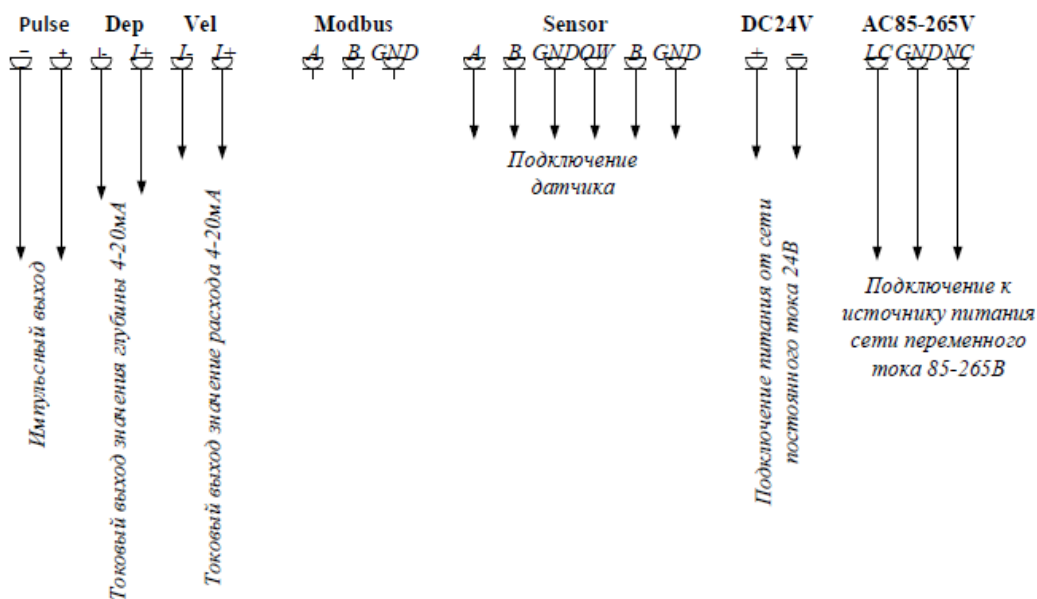 Pulse Dep Vel Modbus Sensor DC24V AC85-265V
− + I- I+ I- I+ A B GND A B GND OW B GND + − LC GND NC
Подключение
датчика
Импульсный выход
Токовый выход значения глубины 4-20мА
Токовый выход значение расхода 4-20мА
Подключение питания от сети
постоянного тока 24В
Подключение к
источнику питания
сети переменного
тока 85-265В